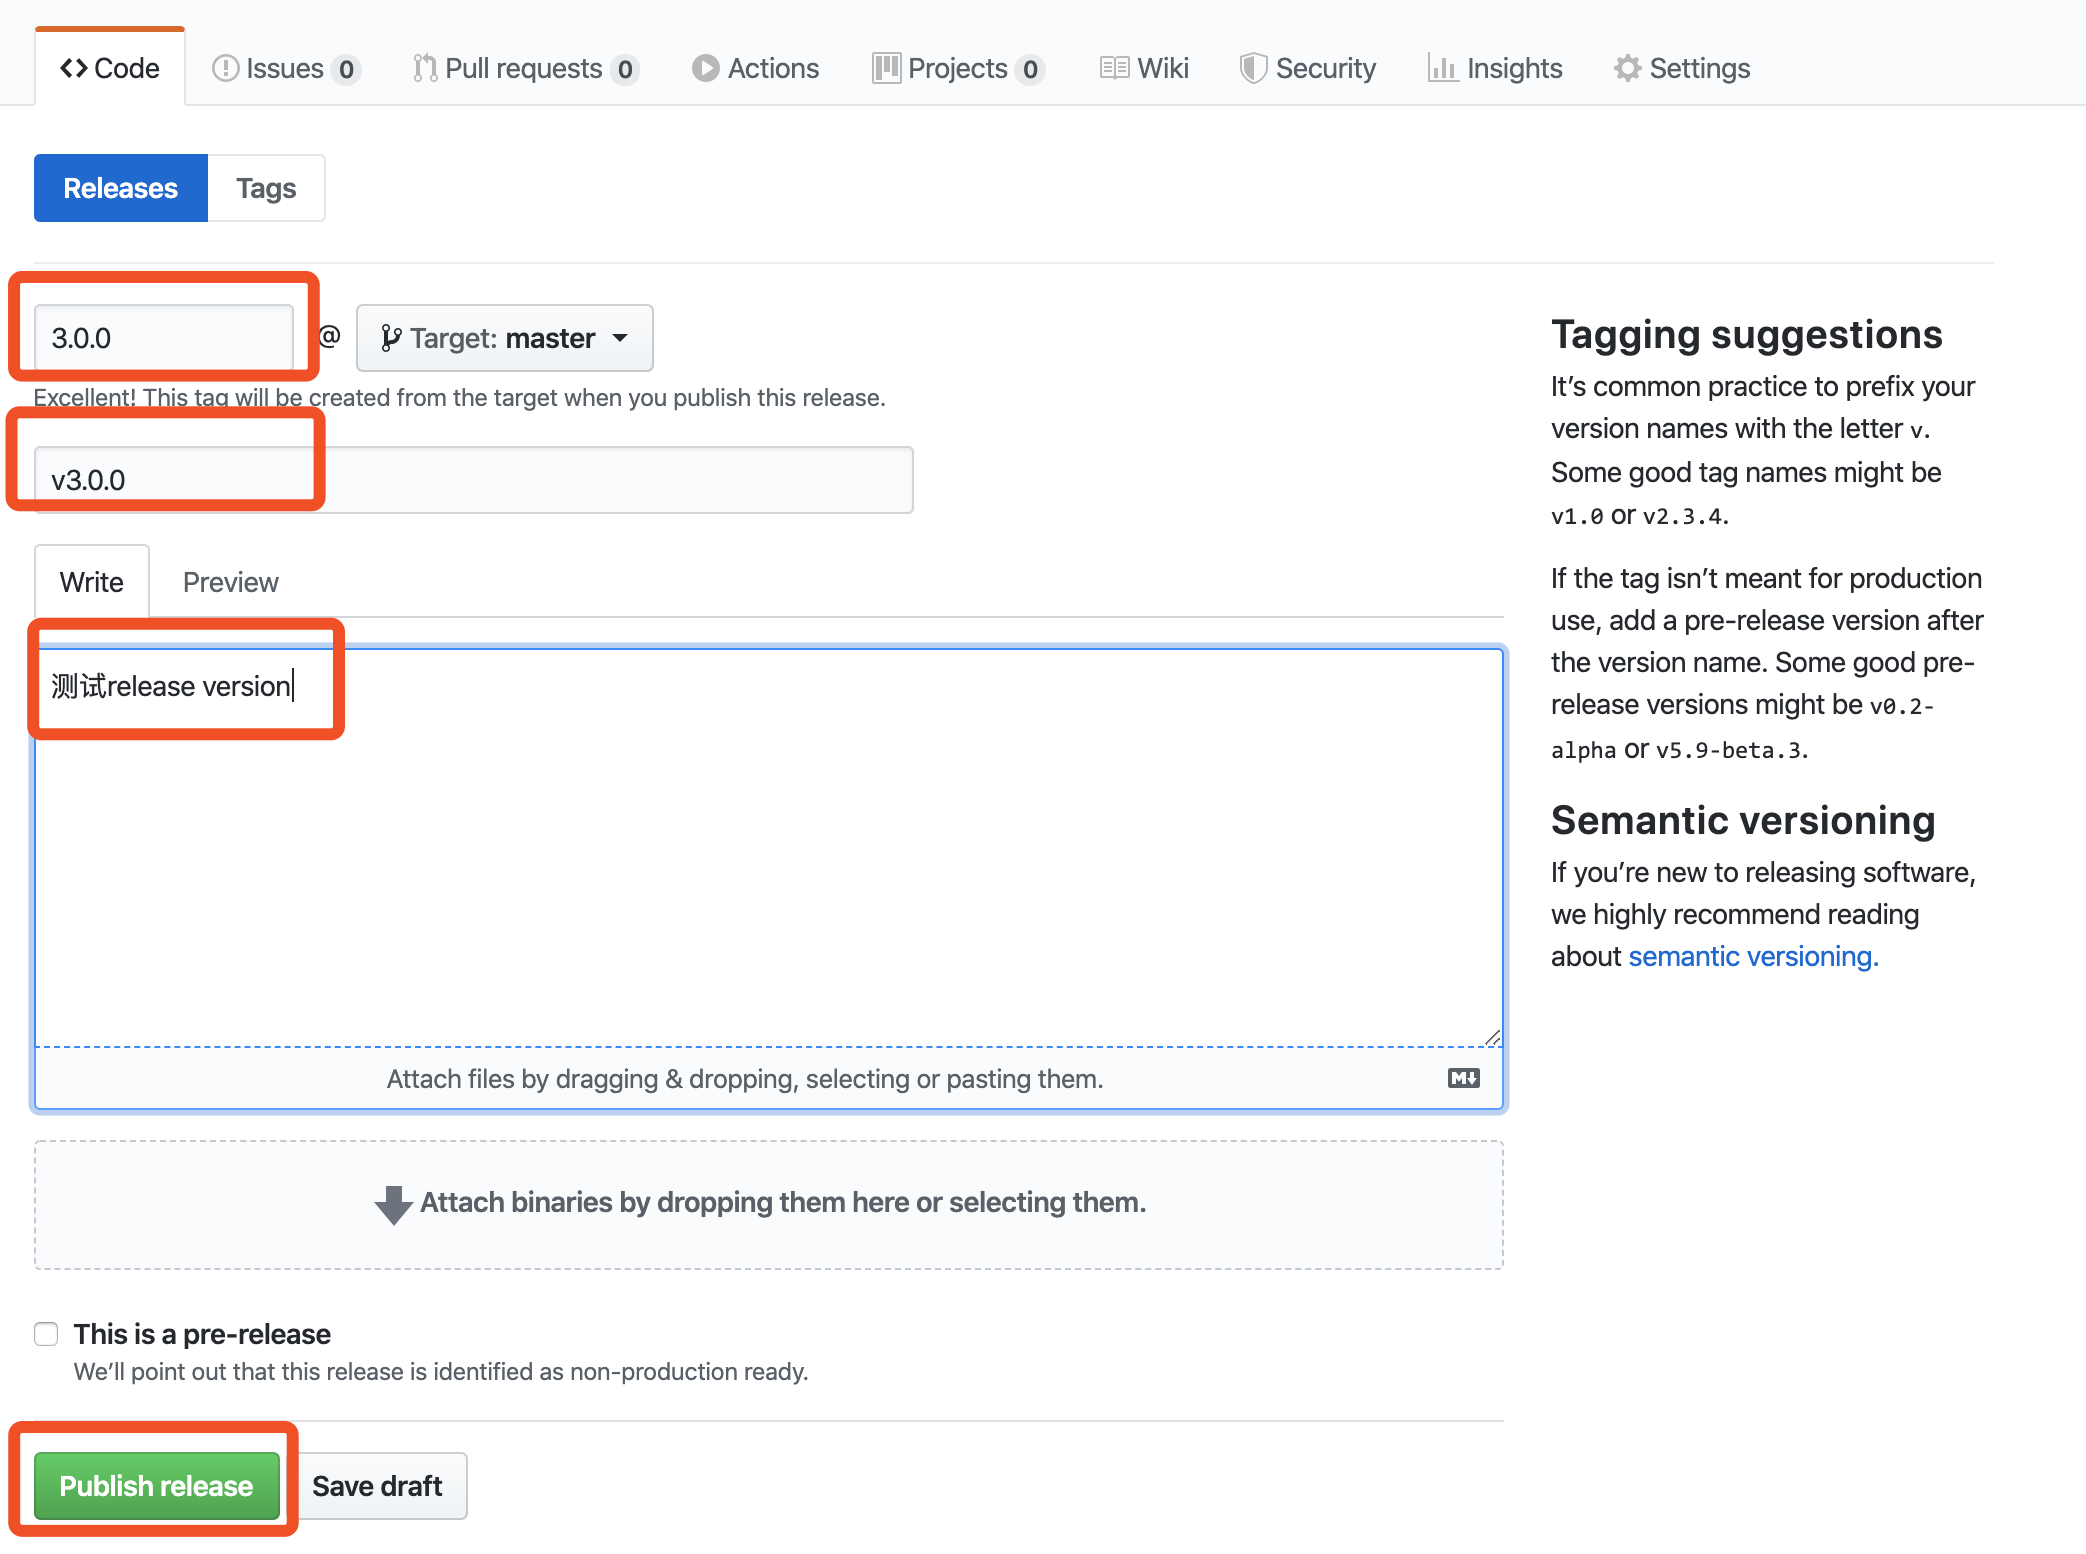 Code Issues 0 Pull requests 0 Actions Projects 0 Wiki Security Insights Settings
Releases Tags
3.0.0 @ Target: master
Excellent! This tag will be created from the target when you publish this release.
v3.0.0
Write Preview
测试release version
Attach files by dragging & dropping, selecting or pasting them.
M
Attach binaries by dropping them here or selecting them.
This is a pre-release
We’ll point out that this release is identified as non-production ready.
Publish release Save draft
Tagging suggestions
It’s common practice to prefix your
version names with the letter v.
Some good tag names might be
v1.0 or v2.3.4.
If the tag isn’t meant for production
use, add a pre-release version after
the version name. Some good pre-
release versions might be v0.2-
alpha or v5.9-beta.3.
Semantic versioning
If you’re new to releasing software,
we highly recommend reading
about semantic versioning.